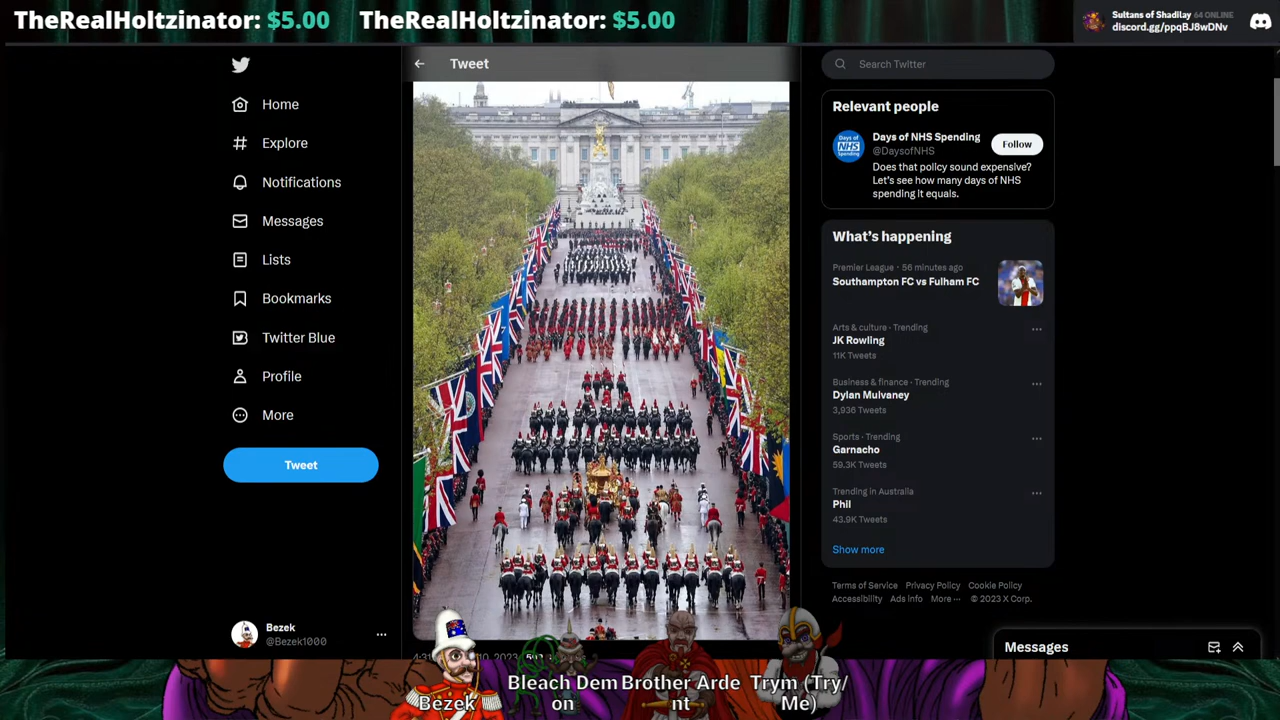 TheRealHoltzinator: $5.00 TheRealHoltzinator: $5.00
Sultans of Shadilay 64 ONLINE
discord.gg/ppqBJ8wDNv
Tweet
Search Twitter
Home
Explore
Notifications
Messages
Lists
Bookmarks
Twitter Blue
Profile
More
Tweet
Bezek
@Bezek1000
Relevant people
Days of NHS Spending
Days of NHS Spending
@DaysofNHS
Follow
Does that policy sound expensive?
Let's see how many days of NHS
spending it equals.
What's happening
Premier League · 56 minutes ago
Southampton FC vs Fulham FC
Arts & culture · Trending
JK Rowling
11K Tweets
Business & finance · Trending
Dylan Mulvaney
3,936 Tweets
Sports · Trending
Garnacho
59.3K Tweets
Trending in Australia
Phil
43.9K Tweets
Show more
Terms of Service Privacy Policy Cookie Policy
Accessibility Ads info More ··· © 2023 X Corp.
Messages
Bezek
Bleach Dem
on
Brother Arde
nt
Trym (Try/
Me)